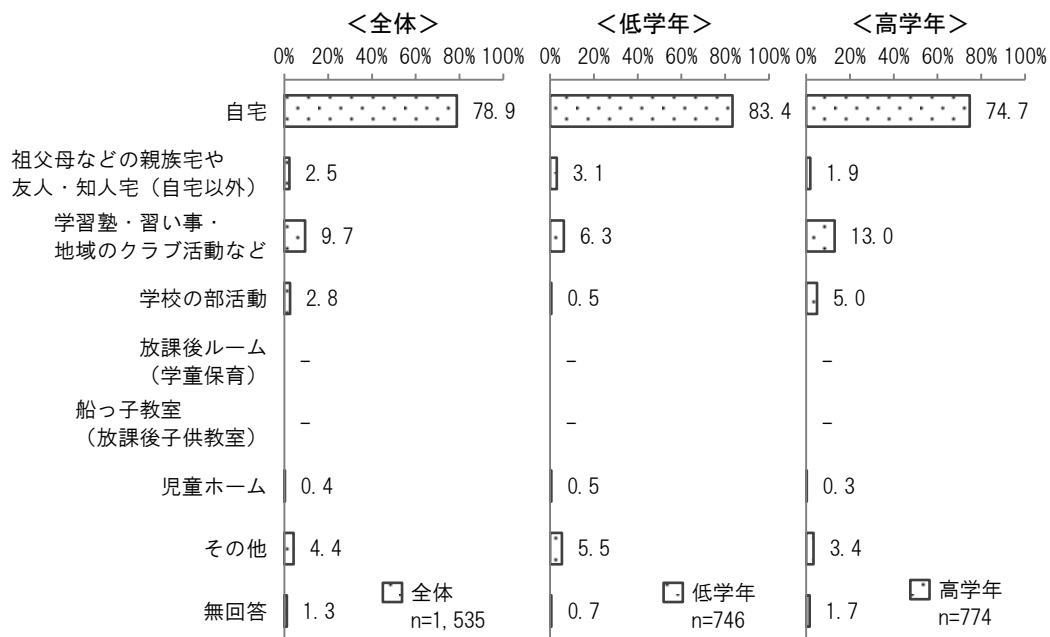 ＜全体＞ ＜低学年＞ ＜高学年＞
0% 20% 40% 60% 80% 100% 0% 20% 40% 60% 80% 100% 0% 20% 40% 60% 80% 100%
自宅 78.9 83.4 74.7
祖父母などの親族宅や
友人・知人宅（自宅以外） 2.5 3.1 1.9
学習塾・習い事・
地域のクラブ活動など 9.7 6.3 13.0
学校の部活動 2.8 0.5 5.0
放課後ルーム
（学童保育） － － －
船っ子教室
（放課後子供教室） － － －
児童ホーム 0.4 0.5 0.3
その他 4.4 5.5 3.4
無回答 1.3 0.7 1.7
全体
n=1,535
低学年
n=746
高学年
n=774